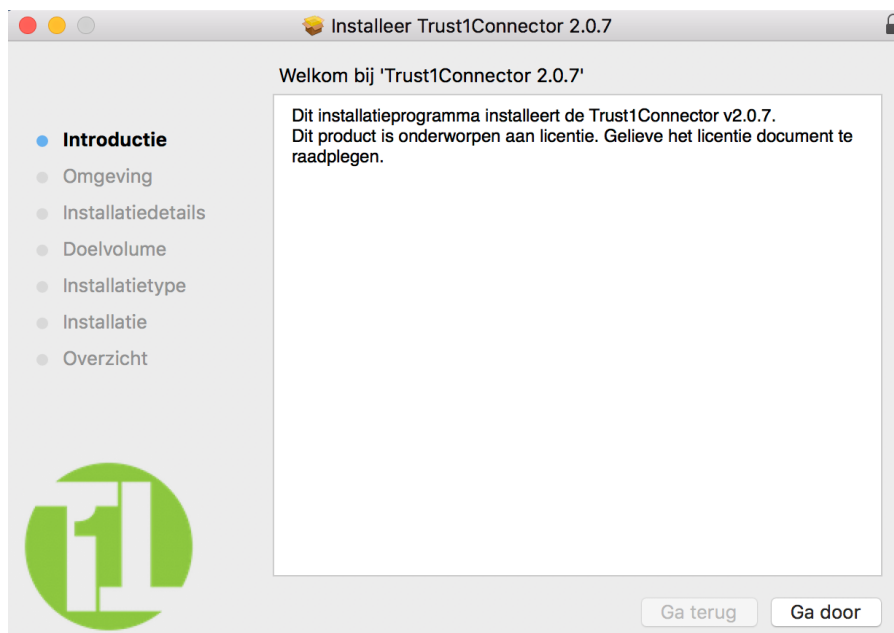 Installeer Trust1Connector 2.0.7
Welkom bij 'Trust1Connector 2.0.7'
Introductie
Omgeving
Installatiedetails
Doelvolume
Installatietype
Installatie
Overzicht
Dit installatieprogramma installeert de Trust1Connector v2.0.7.
Dit product is onderworpen aan licentie. Gelieve het licentie document te
raadplegen.
Ga terug
Ga door